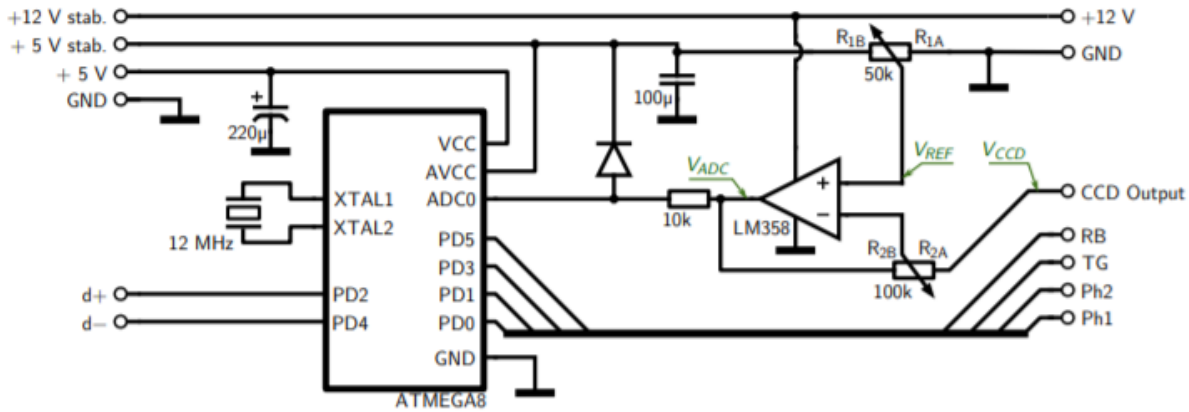 +12 V stab.
+12 V
+ 5 V stab.
R1B
R1A
GND
+ 5 V
50k
GND
+
220µ
100µ
VCC
AVCC
ADC0
VADC
VREF
VCCD
+
−
CCD Output
XTAL1
XTAL2
12 MHz
10k
LM358
PD5
PD3
PD1
PD0
R2B
R2A
100k
RB
TG
Ph2
Ph1
d+
d−
PD2
PD4
GND
ATMEGA8